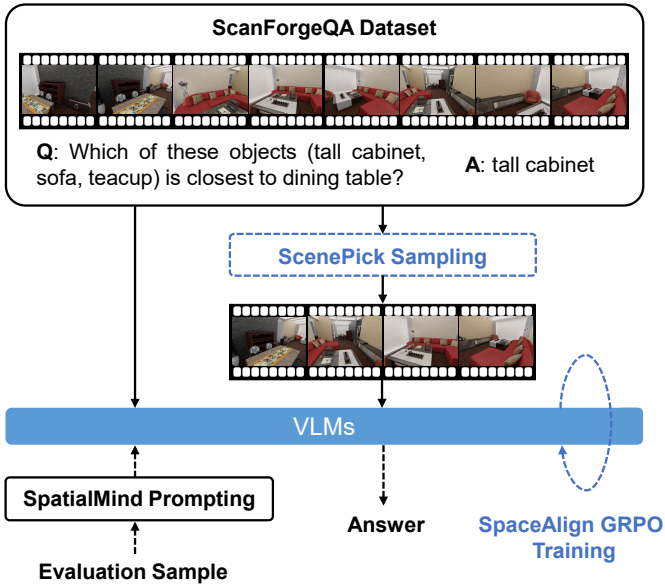 ScanForgeQA Dataset
Q: Which of these objects (tall cabinet,
sofa, teacup) is closest to dining table?
A: tall cabinet
ScenePick Sampling
VLMs
SpatialMind Prompting
Answer
SpaceAlign GRPO
Training
Evaluation Sample